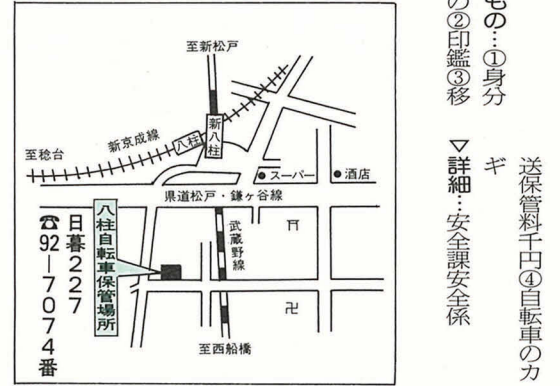 もの…①身分
の②印鑑③移
送保管料千円④自転車のカ
ギ
▽詳細…安全課安全係
至新松戸
新京成線
八柱
新八柱
至稔台
スーパー
酒店
県道松戸・鎌ヶ谷線
武蔵野線
八柱自転車保管場所
日暮227
☎92-7074番
卍
至西船橋